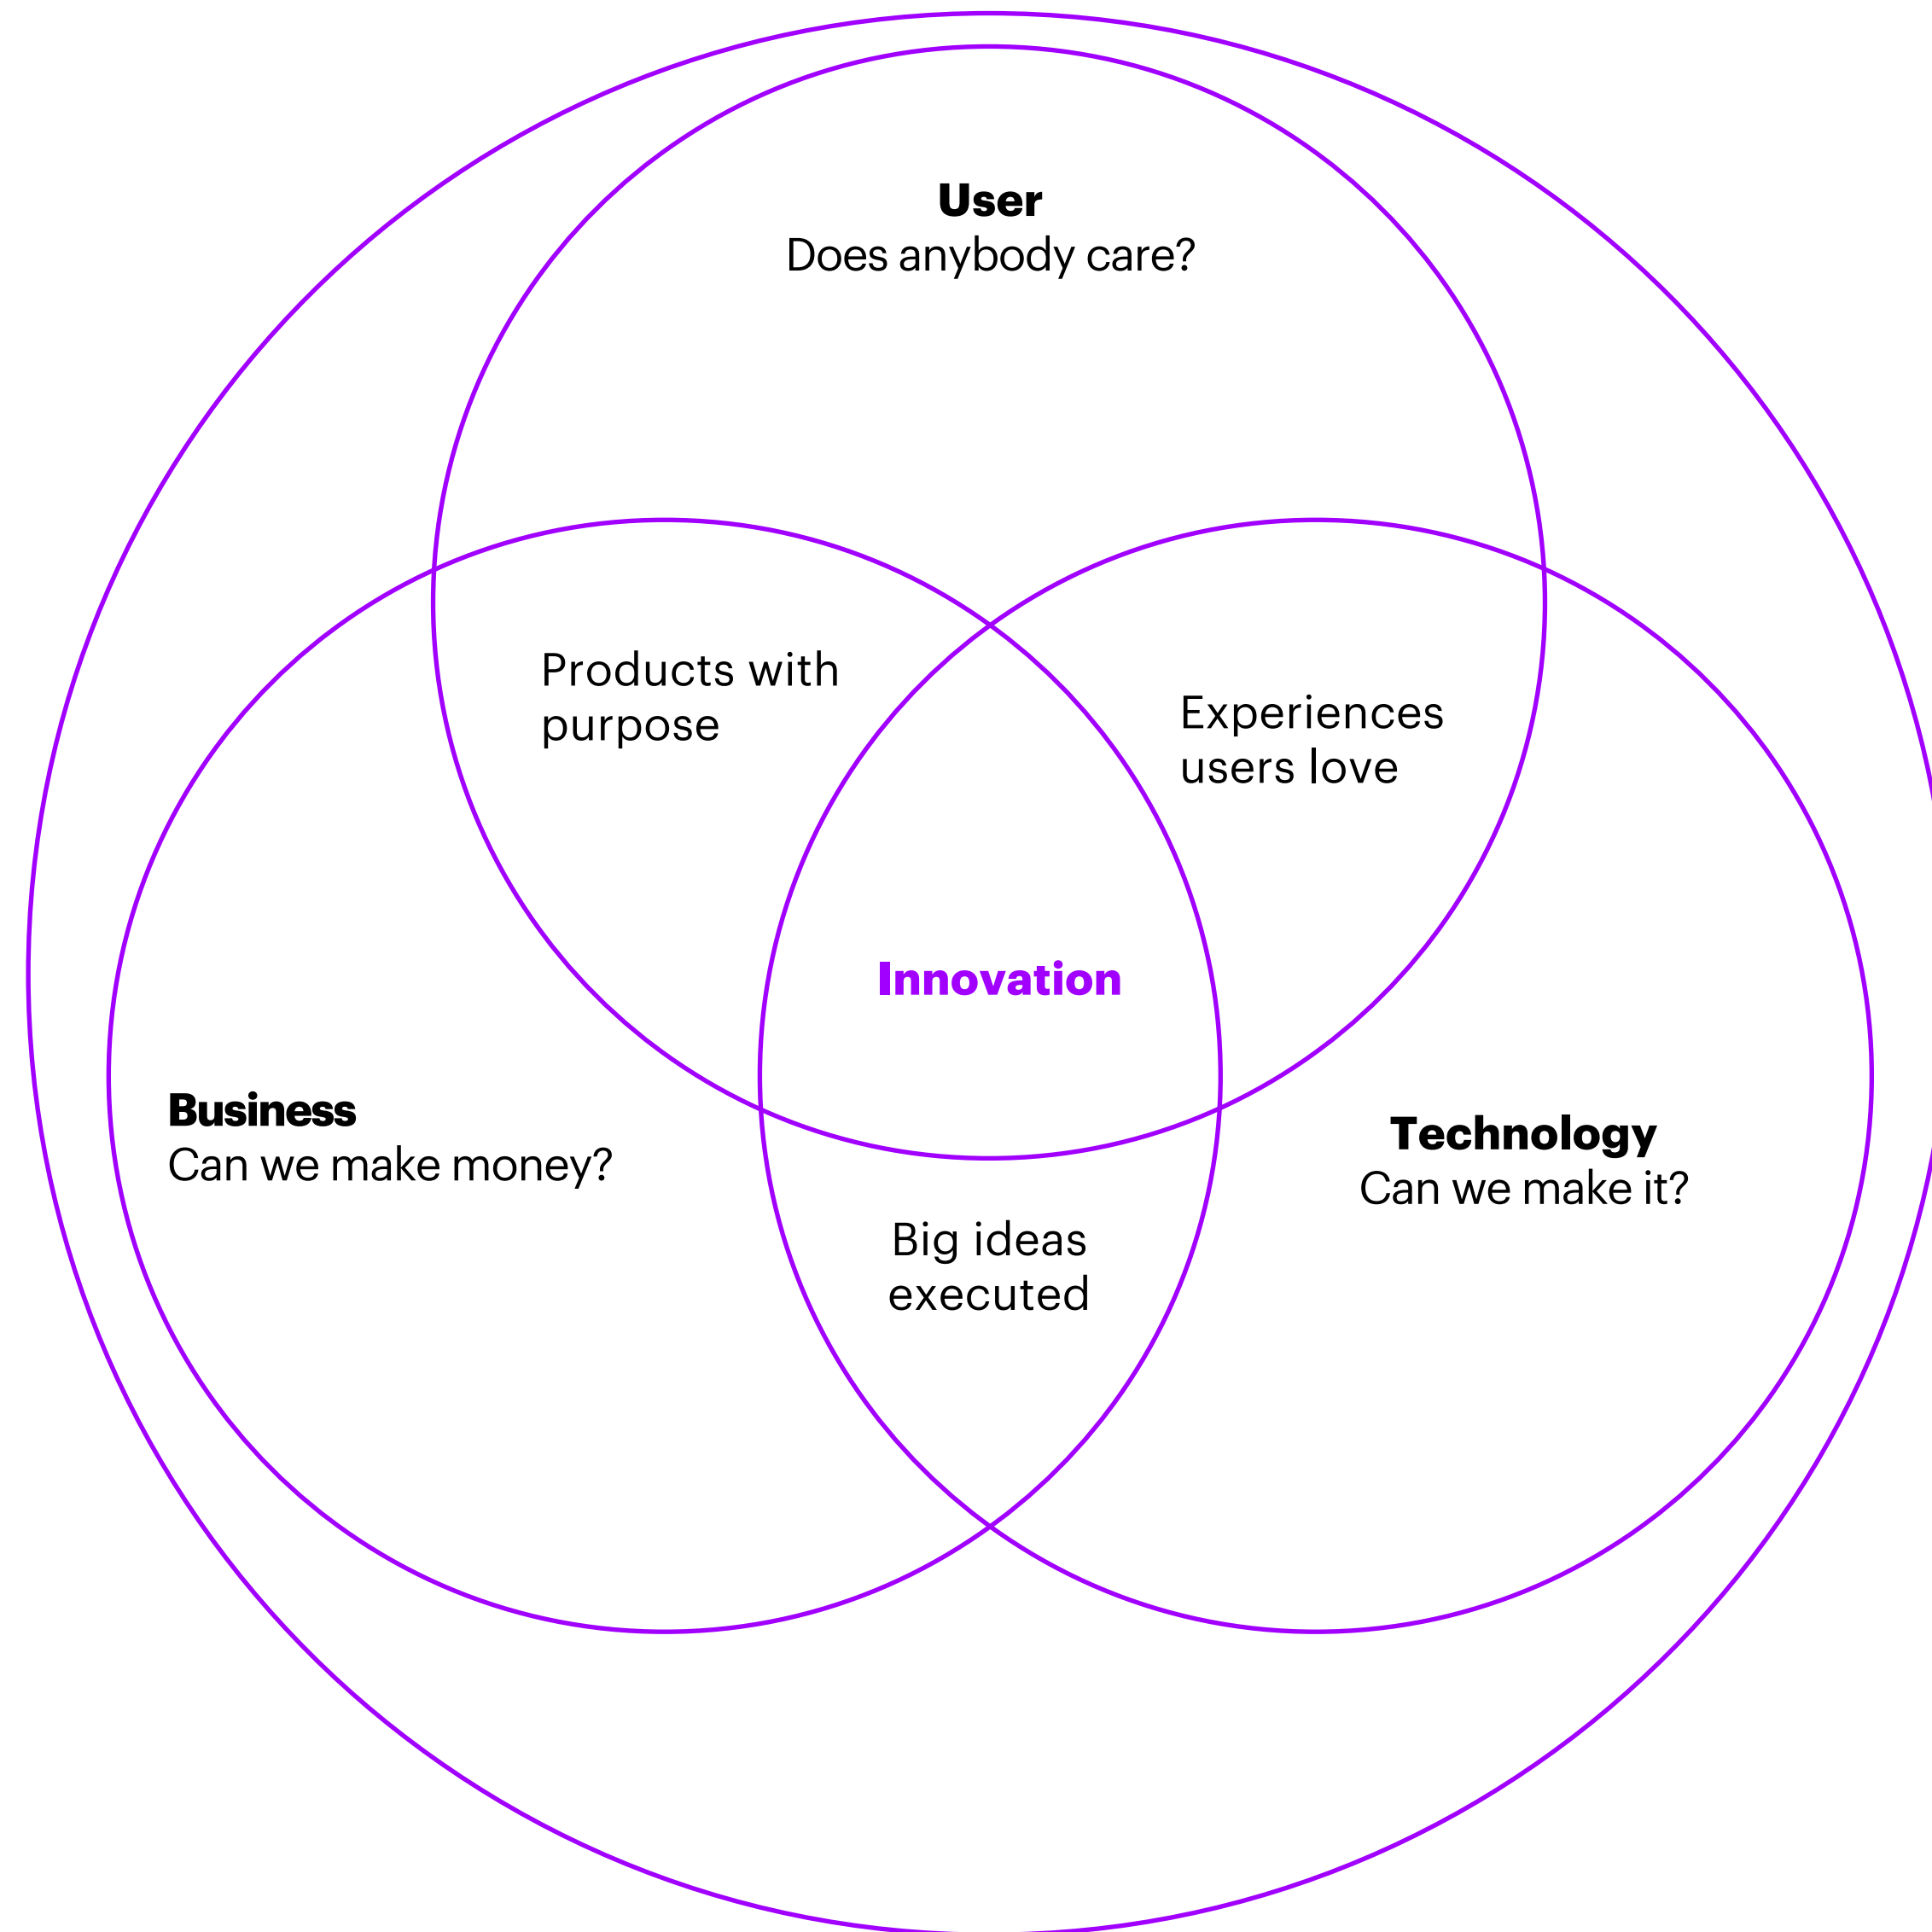 User
Does anybody care?
Products with
purpose
Experiences
users love
Innovation
Business
Can we make money?
Technology
Can we make it?
Big ideas
executed